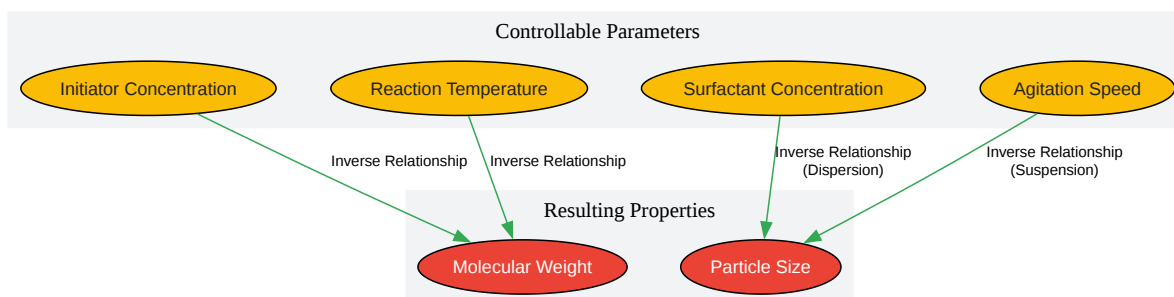 Controllable Parameters
Initiator Concentration
Reaction Temperature
Surfactant Concentration
Agitation Speed
Inverse Relationship
Inverse Relationship
Inverse Relationship
(Dispersion)
Inverse Relationship
(Suspension)
Resulting Properties
Molecular Weight
Particle Size